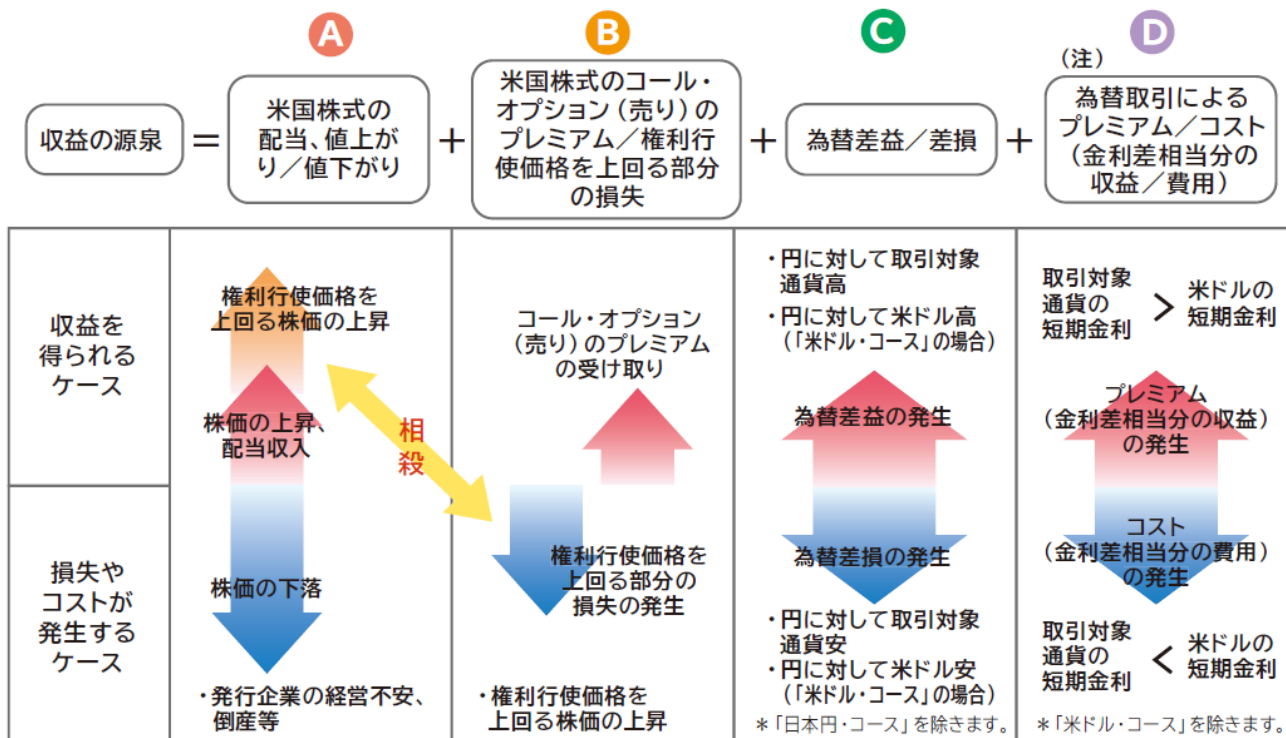 A
B
C
D
(注)
収益の源泉
=
米国株式の
配当、値上が
り／値下がり
+
米国株式のコール・
オプション（売り）の
プレミアム／権利行
使価格を上回る部分
の損失
+
為替差益／差損
+
為替取引による
プレミアム／コスト
（金利差相当分の
収益／費用）
収益を
得られる
ケース
権利行使価格を
上回る株価の上昇
株価の上昇、
配当収入
相
殺
コール・オプション
（売り）のプレミアム
の受け取り
・円に対して取引対象
通貨高
・円に対して米ドル高
（「米ドル・コース」の場合）
為替差益の発生
取引対象
通貨の
短期金利
>
米ドルの
短期金利
プレミアム
（金利差相当分の収益）
の発生
損失や
コストが
発生する
ケース
株価の下落
・発行企業の経営不安、
倒産等
権利行使価格を
上回る部分の
損失の発生
・権利行使価格を
上回る株価の上昇
為替差損の発生
・円に対して取引対象
通貨安
・円に対して米ドル安
（「米ドル・コース」の場合）
＊「日本円・コース」を除きます。
コスト
（金利差相当分の費用）
の発生
取引対象
通貨の
短期金利
<
米ドルの
短期金利
＊「米ドル・コース」を除きます。